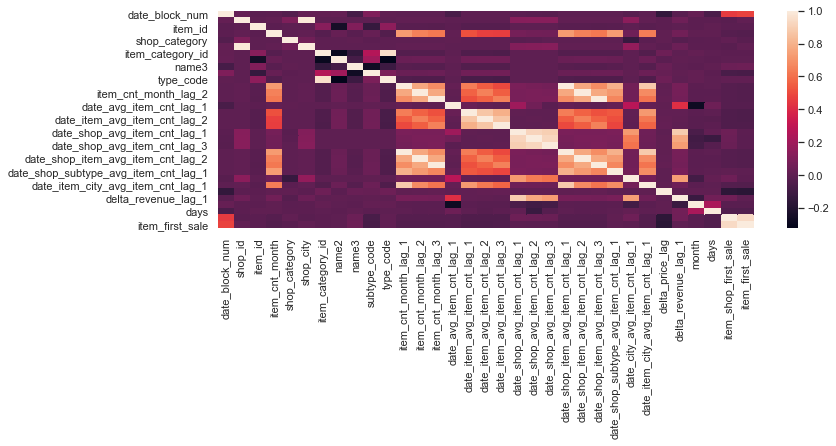 date_block_num
item_id
shop_category
item_category_id
name3
type_code
item_cnt_month_lag_2
date_avg_item_cnt_lag_1
date_item_avg_item_cnt_lag_2
date_shop_avg_item_cnt_lag_1
date_shop_avg_item_cnt_lag_3
date_shop_item_avg_item_cnt_lag_2
date_shop_subtype_avg_item_cnt_lag_1
date_item_city_avg_item_cnt_lag_1
delta_revenue_lag_1
days
item_first_sale
date_block_num
shop_id
item_id
item_cnt_month
shop_category
shop_city
item_category_id
name2
name3
subtype_code
type_code
item_cnt_month_lag_1
item_cnt_month_lag_2
item_cnt_month_lag_3
date_avg_item_cnt_lag_1
date_item_avg_item_cnt_lag_1
date_item_avg_item_cnt_lag_2
date_item_avg_item_cnt_lag_3
date_shop_avg_item_cnt_lag_1
date_shop_avg_item_cnt_lag_2
date_shop_avg_item_cnt_lag_3
date_shop_item_avg_item_cnt_lag_1
date_shop_item_avg_item_cnt_lag_2
date_shop_item_avg_item_cnt_lag_3
date_shop_subtype_avg_item_cnt_lag_1
date_city_avg_item_cnt_lag_1
date_item_city_avg_item_cnt_lag_1
delta_price_lag
delta_revenue_lag_1
month
days
item_shop_first_sale
item_first_sale
1.0
0.8
0.6
0.4
0.2
0.0
−0.2